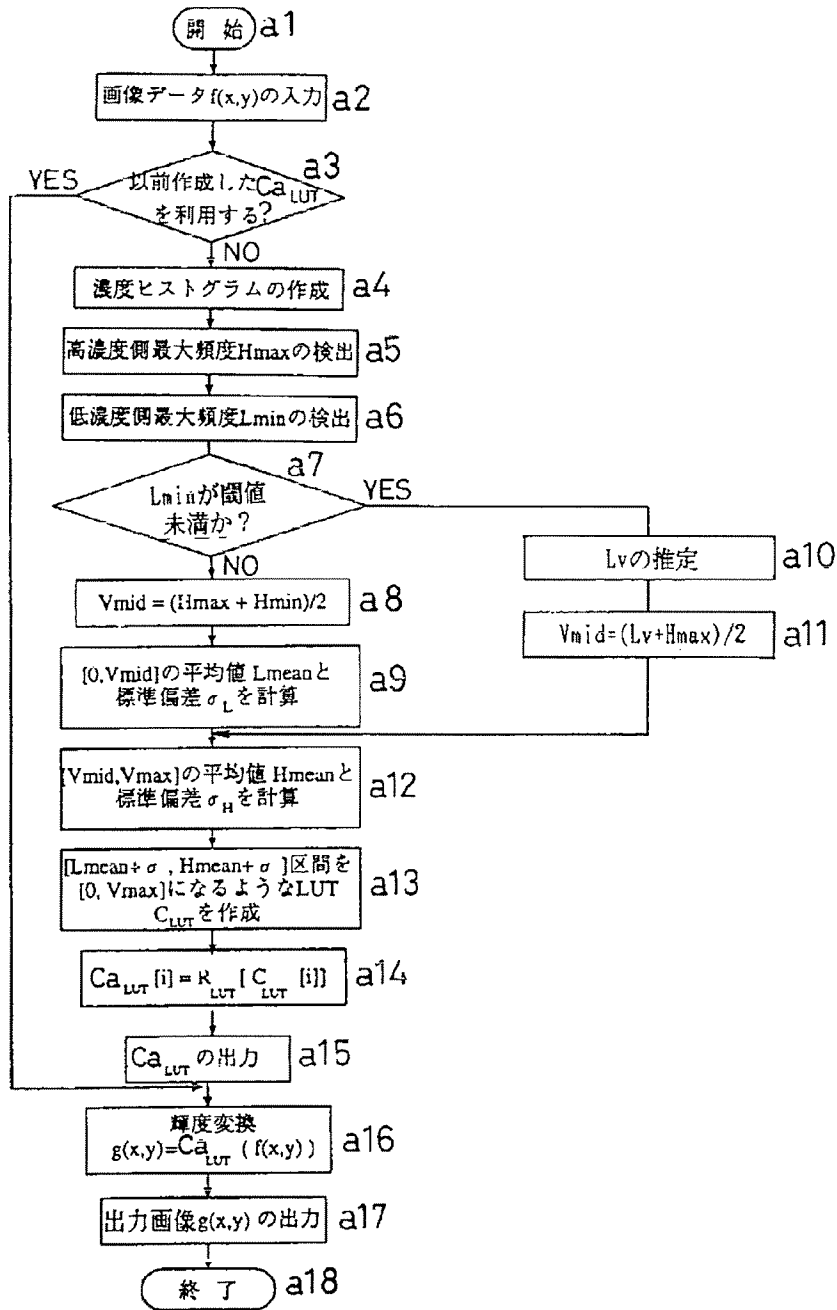 開 始 a1
画像データf(x,y)の入力 a2
a3
YES
以前作成したCaLUT
を利用する?
NO
濃度ヒストグラムの作成 a4
高濃度側最大頻度Hmaxの検出 a5
低濃度側最大頻度Lminの検出 a6
a7
Lminが閾値
未満か?
YES
NO
Lvの推定 a10
Vmid = (Hmax + Hmin)/2 a8
Vmid=(Lv+Hmax)/2 a11
[0,Vmid]の平均値 Lmeanと
標準偏差σLを計算
a9
[Vmid,Vmax]の平均値 Hmeanと
標準偏差σHを計算
a12
[Lmean+σ , Hmean+σ ]区間を
[0, Vmax]になるようなLUT
CLUTを作成
a13
CaLUT [i] = RLUT [ CLUT [i]] a14
CaLUT の出力 a15
輝度変換
g(x,y)=CaLUT ( f(x,y) )
a16
出力画像g(x,y) の出力 a17
終 了 a18